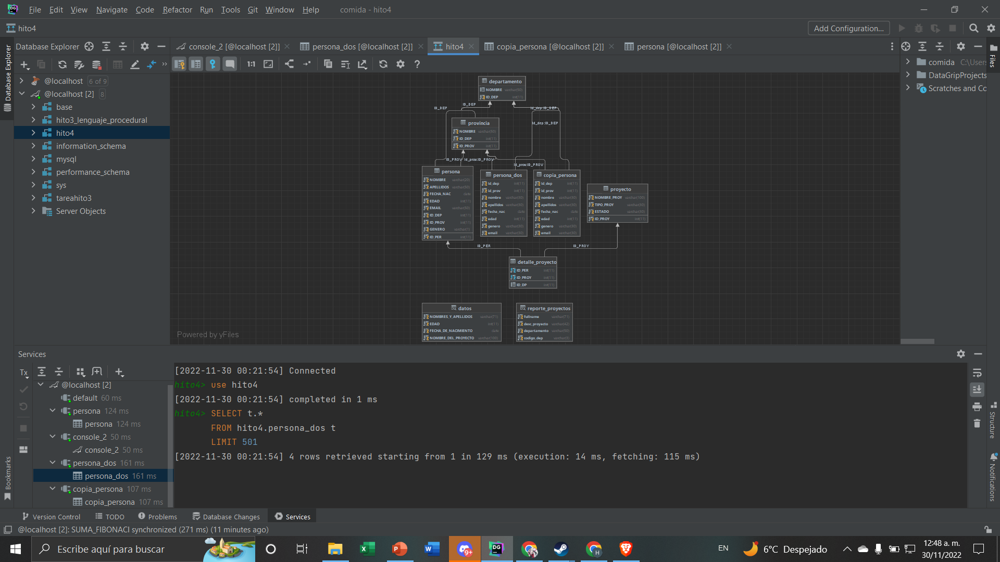 File Edit View Navigate Code Refactor Run Tools Git Window Help comida - hito4
hito4
Add Configuration...
Database Explorer
console_2 [@localhost [2]]
persona_dos [@localhost [2]]
hito4
copia_persona [@localhost [2]]
persona [@localhost [2]]
1:1
@localhost 6 of 9
@localhost [2] 8
base
hito3_lenguaje_procedural
hito4
information_schema
mysql
performance_schema
sys
tareahito3
Server Objects
Database Explorer
Bookmarks
departamento
NOMBRE varchar(50)
ID_DEP int(11)
ID_DEP
ID_DEP
id_dep:ID_DEP
id_dep:ID_DEP
provincia
NOMBRE varchar(50)
ID_DEP int(11)
ID_PROV int(11)
ID_PROV
id_prov:ID_PROV
id_prov:ID_PROV
persona
NOMBRE varchar(20)
APELLIDOS varchar(50)
FECHA_NAC date
EDAD int(11)
EMAIL varchar(50)
ID_DEP int(11)
ID_PROV int(11)
GENERO varchar(1)
ID_PER int(11)
persona_dos
id_dep int(11)
id_prov int(11)
nombre varchar(30)
apellidos varchar(30)
fecha_nac date
edad int(11)
genero varchar(30)
email varchar(30)
copia_persona
id_dep int(11)
id_prov int(11)
nombre varchar(30)
apellidos varchar(30)
fecha_nac date
edad int(11)
genero varchar(30)
email varchar(30)
proyecto
NOMBRE_PROY varchar(100)
TIPO_PROY varchar(30)
ESTADO varchar(30)
ID_PROY int(11)
ID_PER
ID_PROY
detalle_proyecto
ID_PER int(11)
ID_PROY int(11)
ID_DP int(11)
datos
NOMBRES_Y_APELLIDOS varchar(71)
EDAD int(11)
FECHA_DE_NACIMIENTO date
NOMBRE_DEL_PROYECTO varchar(100)
reporte_proyectos
fullname varchar(71)
desc_proyecto varchar(42)
departamento varchar(50)
codigo_dep varchar(3)
Powered by yFiles
comida C:\Users
DataGripProjects
Scratches and Co
Files
Structure
Notifications
Services
Tx
@localhost [2]
default 60 ms
persona 124 ms
persona 124 ms
console_2 50 ms
console_2 50 ms
persona_dos 161 ms
persona_dos 161 ms
copia_persona 107 ms
copia_persona 107 ms
[2022-11-30 00:21:54] Connected
hito4> use hito4
[2022-11-30 00:21:54] completed in 1 ms
hito4> SELECT t.*
FROM hito4.persona_dos t
LIMIT 501
[2022-11-30 00:21:54] 4 rows retrieved starting from 1 in 129 ms (execution: 14 ms, fetching: 115 ms)
Version Control TODO Problems Database Changes Services
@localhost [2]: SUMA_FIBONACI synchronized (271 ms) (11 minutes ago)
Escribe aquí para buscar
9+
DG
EN
6°C Despejado
12:48 a. m.
30/11/2022